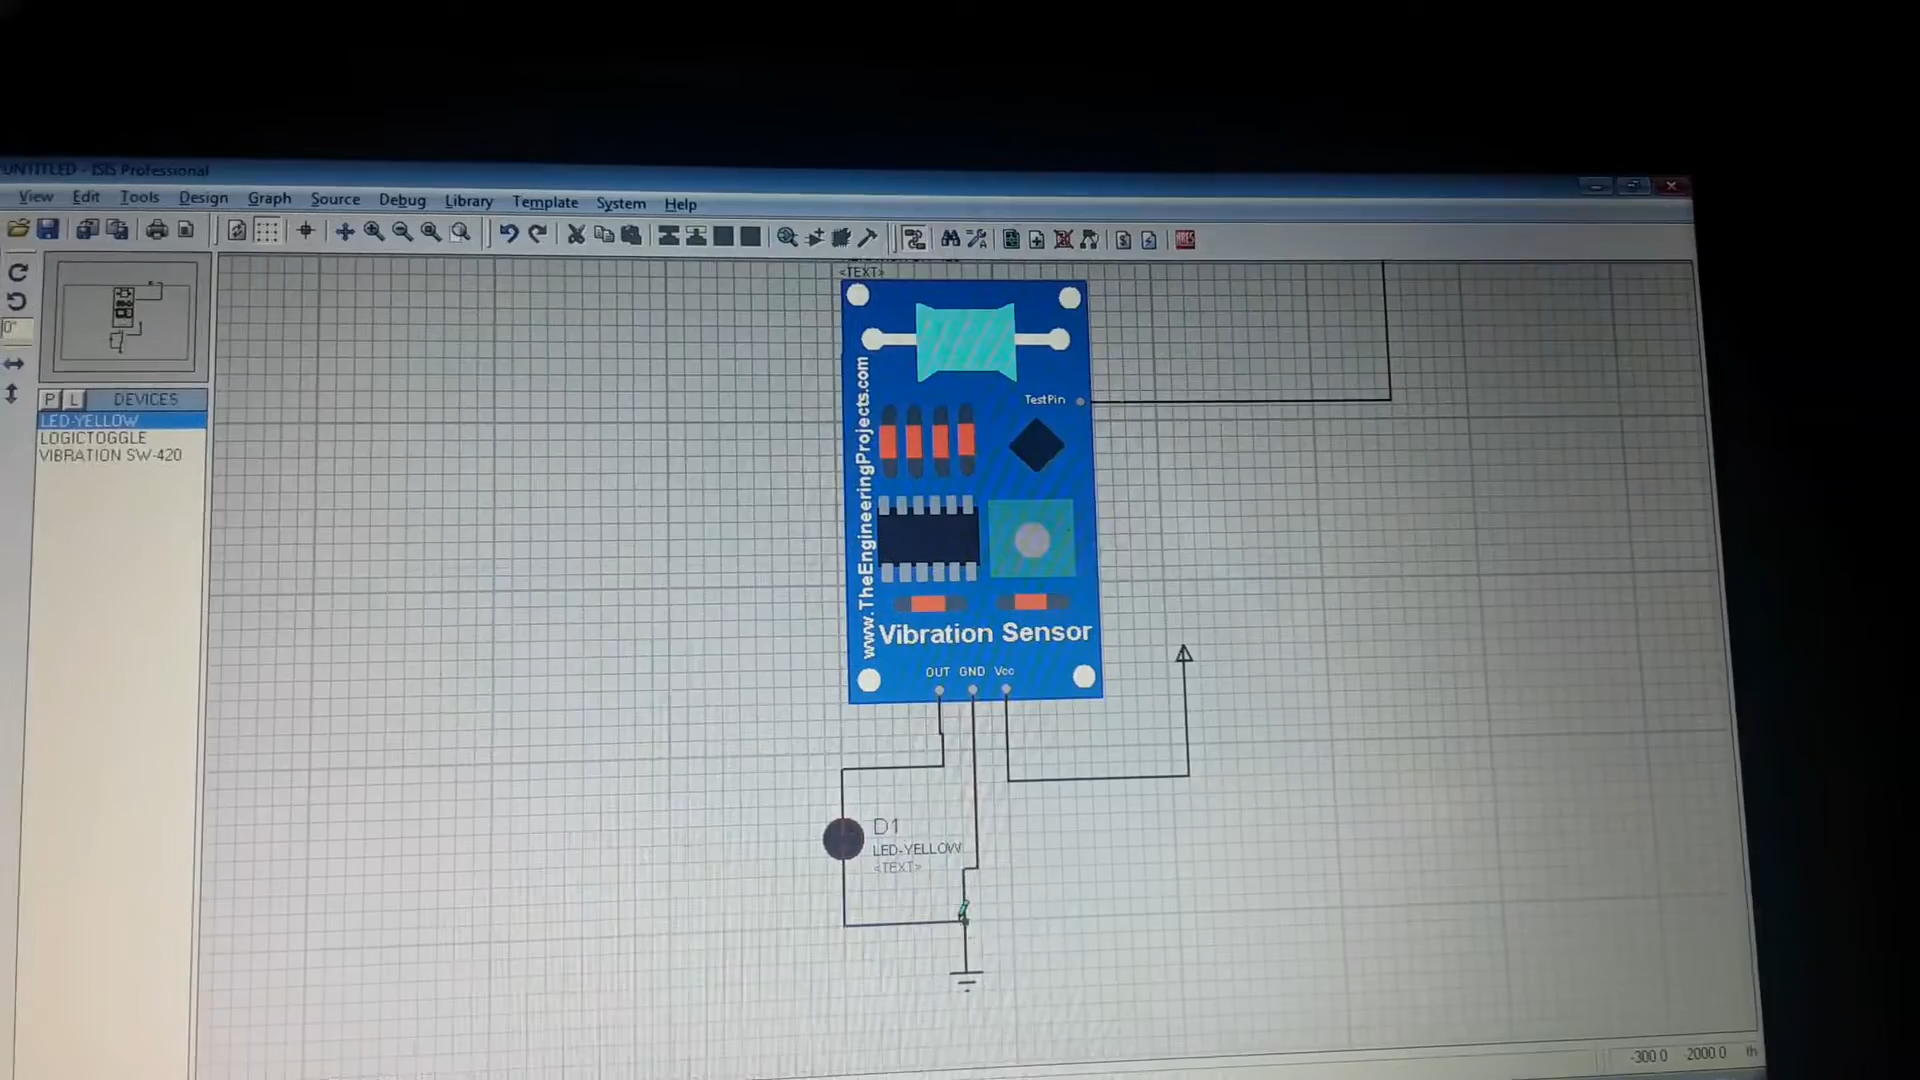 UNTITLED - ISIS Professional
View Edit Tools Design Graph Source Debug Library Template System Help
ARES
0°
P L DEVICES
LED-YELLOW
LOGICTOGGLE
VIBRATION SW-420
<TEXT>
TestPin
www.TheEngineeringProjects.com
Vibration Sensor
OUT GND Vcc
D1
LED-YELLOW
<TEXT>
-300.0 -2000.0 th